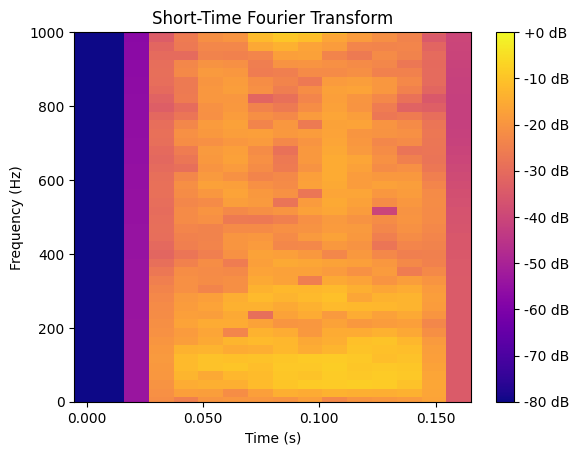 Short-Time Fourier Transform
Frequency (Hz)
1000
800
600
400
200
0
0.000
0.050
0.100
0.150
Time (s)
+0 dB
-10 dB
-20 dB
-30 dB
-40 dB
-50 dB
-60 dB
-70 dB
-80 dB